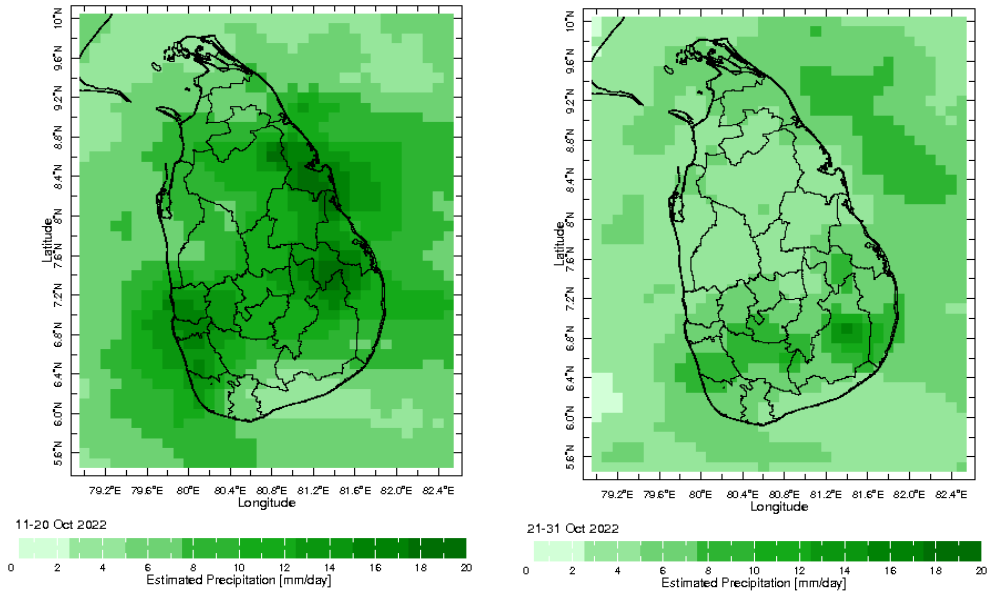 10°N
9.6°N
9.2°N
8.8°N
8.4°N
8°N
7.6°N
7.2°N
6.8°N
6.4°N
6.0°N
5.6°N
Latitude
79.2°E 79.6°E 80°E 80.4°E 80.8°E 81.2°E 81.6°E 82.0°E 82.4°E
Longitude
11-20 Oct 2022
0 2 4 6 8 10 12 14 16 18 20
Estimated Precipitation [mm/day]
10°N
9.6°N
9.2°N
8.8°N
8.4°N
8°N
7.6°N
7.2°N
6.8°N
6.4°N
6.0°N
5.6°N
Latitude
79.2°E 79.6°E 80°E 80.4°E 80.8°E 81.2°E 81.6°E 82.0°E 82.4°E
Longitude
21-31 Oct 2022
0 2 4 6 8 10 12 14 16 18 20
Estimated Precipitation [mm/day]